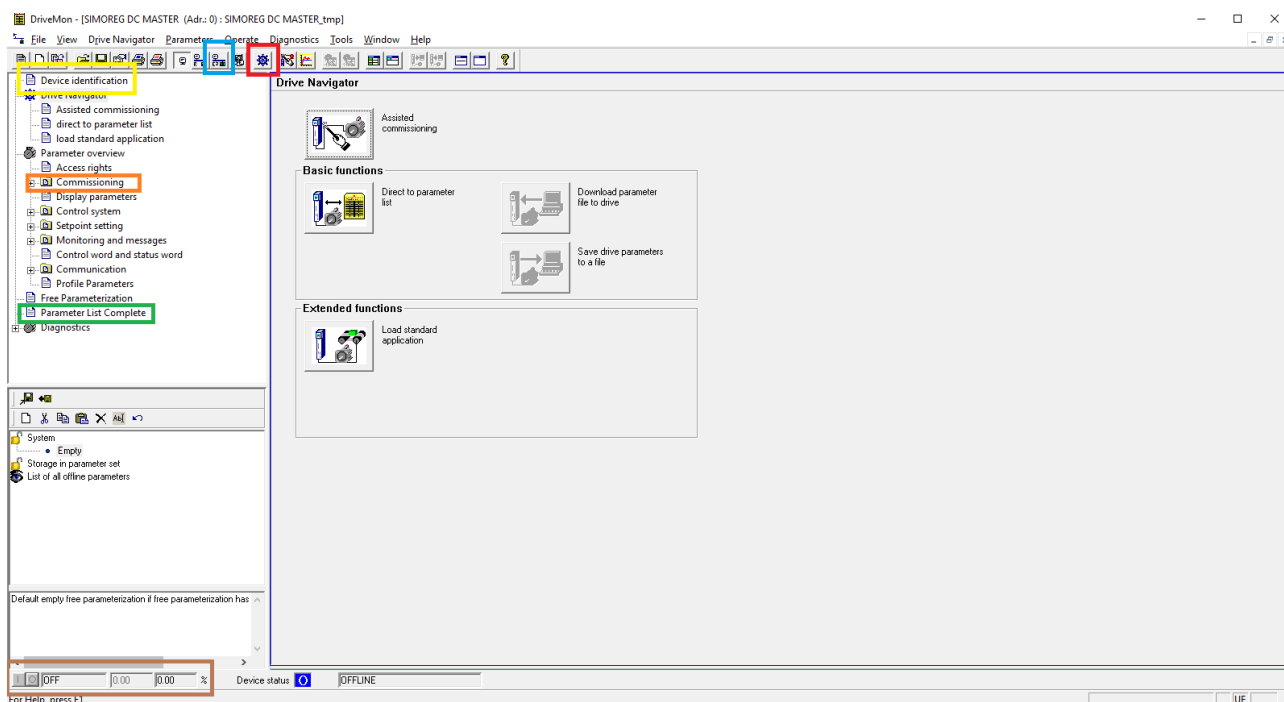 DriveMon - [SIMOREG DC MASTER (Adr.: 0) : SIMOREG DC MASTER_tmp]
File View Drive Navigator Parameters Operate Diagnostics Tools Window Help
Device identification
Drive Navigator
Assisted commissioning
direct to parameter list
load standard application
Parameter overview
Access rights
Commissioning
Display parameters
Control system
Setpoint setting
Monitoring and messages
Control word and status word
Communication
Profile Parameters
Free Parameterization
Parameter List Complete
Diagnostics
System
Empty
Storage in parameter set
List of all offline parameters
Default empty free parameterization if free parameterization has
Drive Navigator
Assisted
commissioning
Basic functions
Direct to parameter
list
Download parameter
file to drive
Save drive parameters
to a file
Extended functions
Load standard
application
OFF 0.00 0.00 % Device status OFFLINE
For Help, press F1
UF